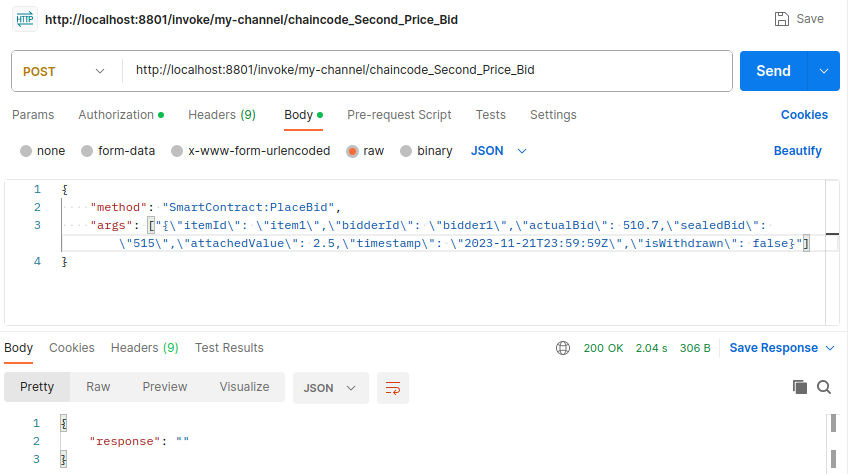 HTTP http://localhost:8801/invoke/my-channel/chaincode_Second_Price_Bid Save
POST http://localhost:8801/invoke/my-channel/chaincode_Second_Price_Bid Send
Params Authorization Headers (9) Body Pre-request Script Tests Settings Cookies
none form-data x-www-form-urlencoded raw binary JSON Beautify
1 {
2 "method": "SmartContract:PlaceBid",
3 "args": ["{\"itemId\": \"item1\",\"bidderId\": \"bidder1\",\"actualBid\": 510.7,\"sealedBid\":
\"515\",\"attachedValue\": 2.5,\"timestamp\": \"2023-11-21T23:59:59Z\",\"isWithdrawn\": false}"]
4 }
Body Cookies Headers (9) Test Results 200 OK 2.04 s 306 B Save Response
Pretty Raw Preview Visualize JSON
1 {
2 "response": ""
3 }